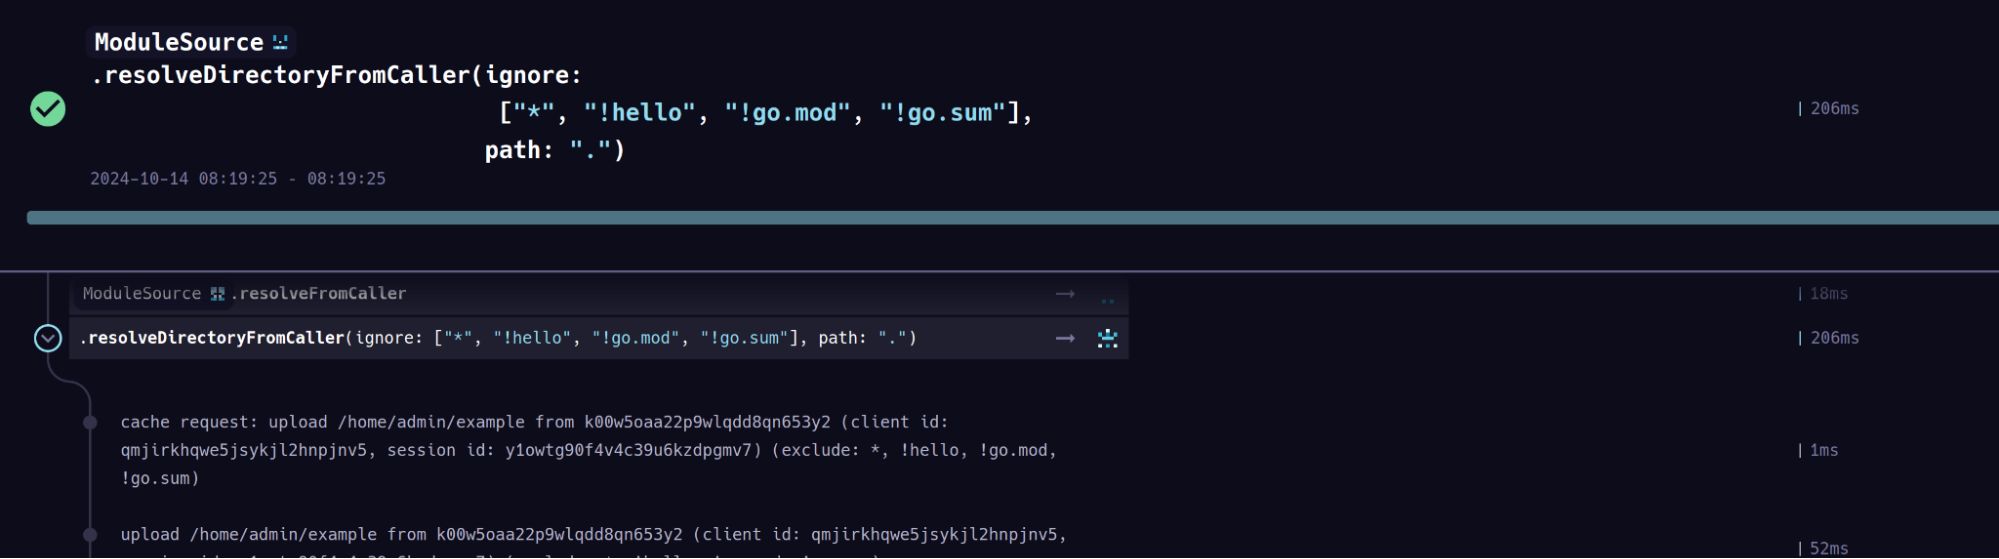 ModuleSource
.resolveDirectoryFromCaller(ignore:
["*", "!hello", "!go.mod", "!go.sum"],
path: ".")
206ms
2024-10-14 08:19:25 - 08:19:25
ModuleSource .resolveFromCaller → 18ms
.resolveDirectoryFromCaller(ignore: ["*", "!hello", "!go.mod", "!go.sum"], path: ".") → 206ms
cache request: upload /home/admin/example from k00w5oaa22p9wlqdd8qn653y2 (client id:
qmjirkhqwe5jsykjl2hnpjnv5, session id: y1owtg90f4v4c39u6kzdpgmv7) (exclude: *, !hello, !go.mod,
!go.sum)
1ms
upload /home/admin/example from k00w5oaa22p9wlqdd8qn653y2 (client id: qmjirkhqwe5jsykjl2hnpjnv5,
52ms